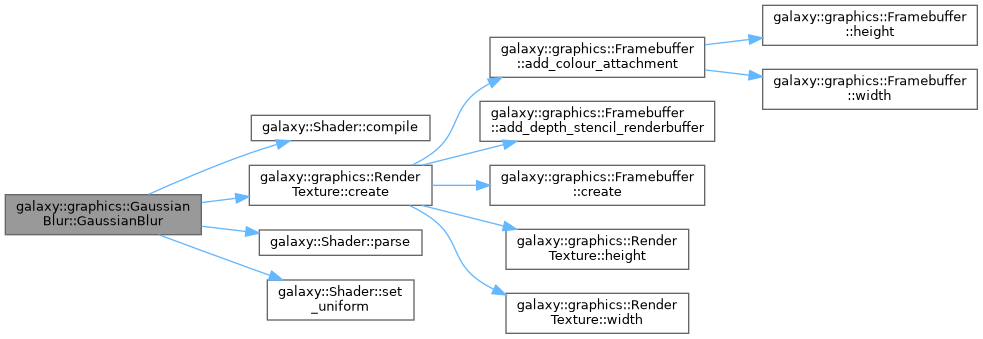 galaxy::graphics::Gaussian
Blur::GaussianBlur
galaxy::Shader::compile
galaxy::graphics::Render
Texture::create
galaxy::Shader::parse
galaxy::Shader::set
_uniform
galaxy::graphics::Framebuffer
::add_colour_attachment
galaxy::graphics::Framebuffer
::add_depth_stencil_renderbuffer
galaxy::graphics::Framebuffer
::create
galaxy::graphics::Render
Texture::height
galaxy::graphics::Render
Texture::width
galaxy::graphics::Framebuffer
::height
galaxy::graphics::Framebuffer
::width